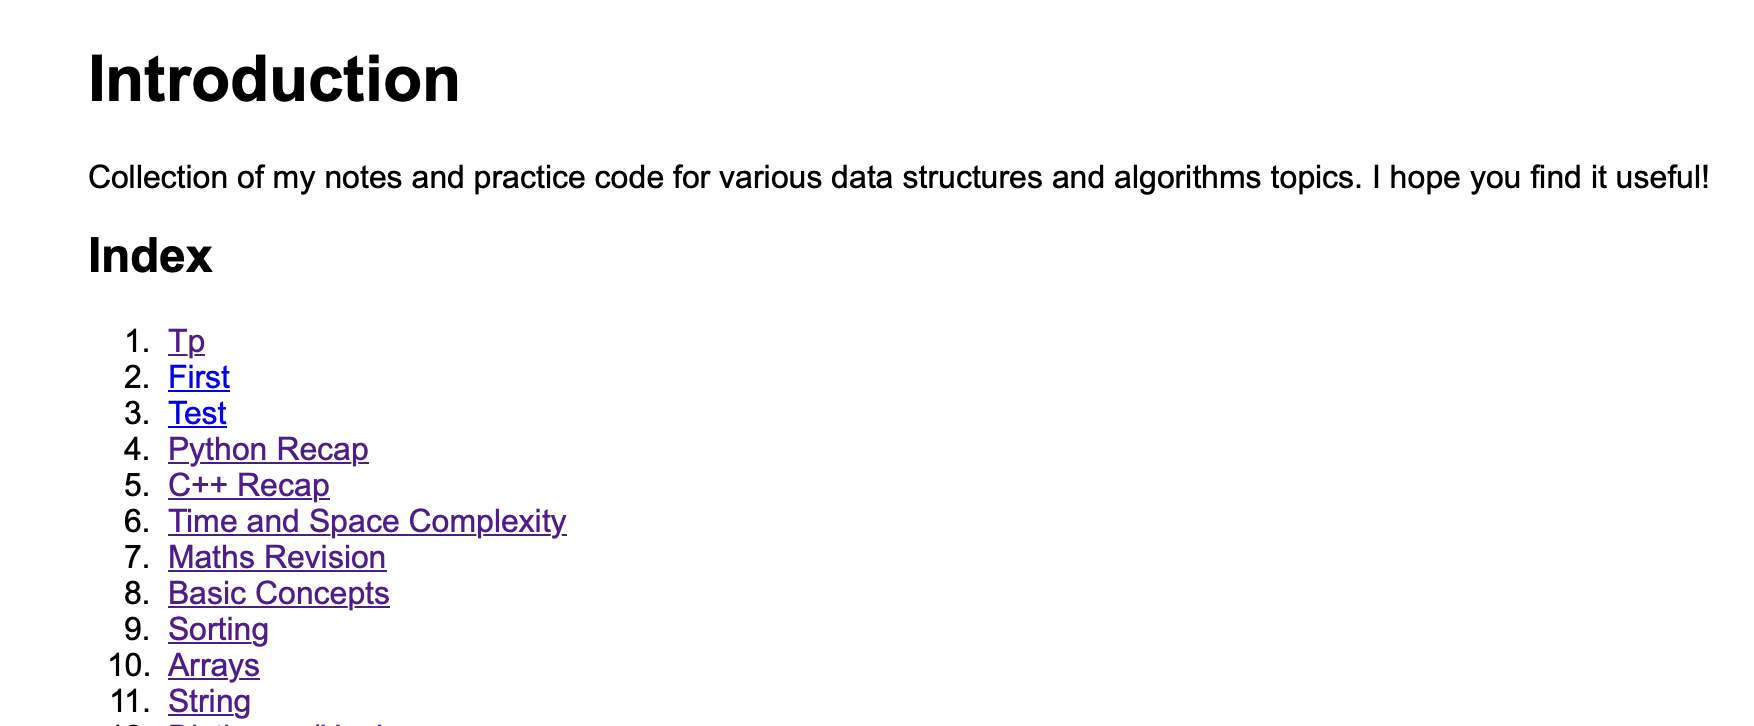 Introduction
Collection of my notes and practice code for various data structures and algorithms topics. I hope you find it useful!
Index
1. Tp
2. First
3. Test
4. Python Recap
5. C++ Recap
6. Time and Space Complexity
7. Maths Revision
8. Basic Concepts
9. Sorting
10. Arrays
11. String